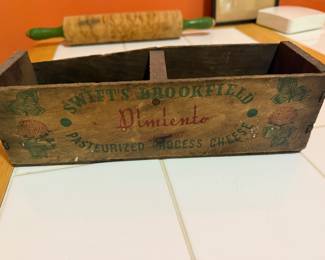 SWIFT'S BROOKFIELD
Pimiento
PASTEURIZED PROCESS CHEESE